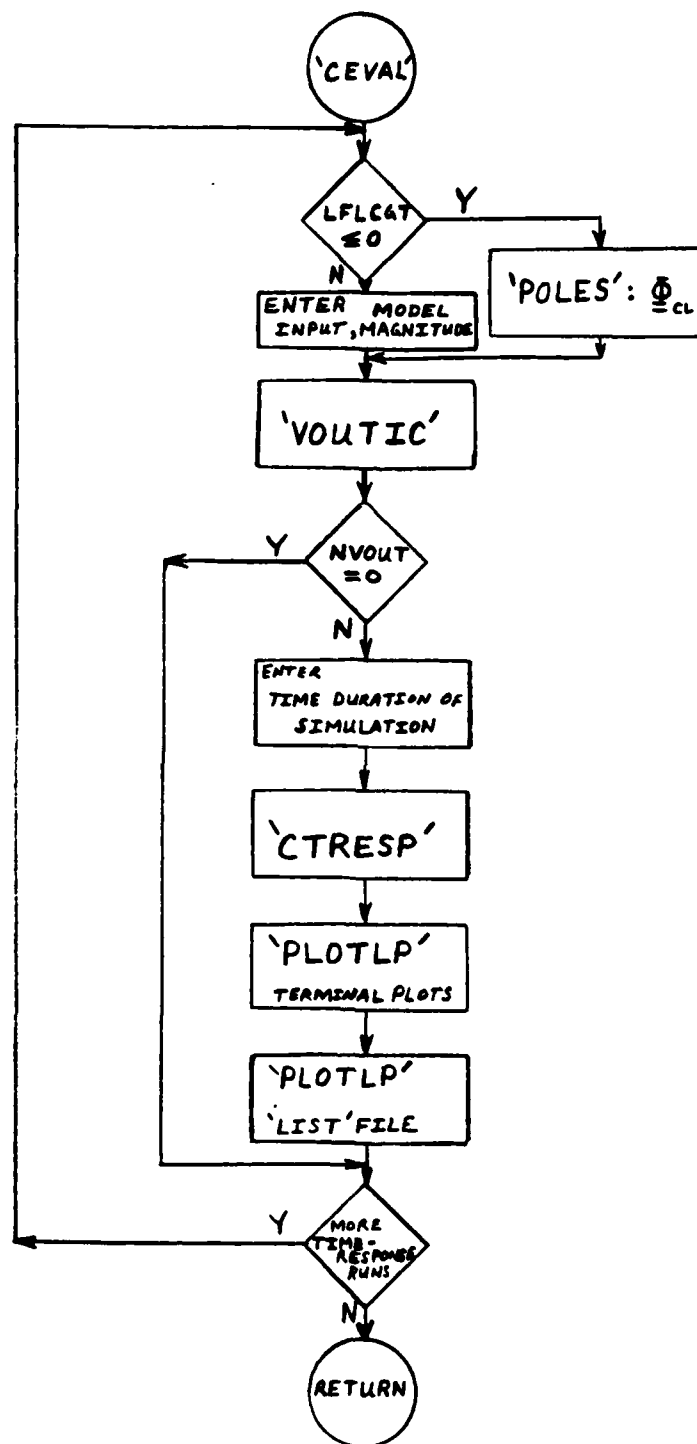 'CEVAL'
LFLCGT
≤0
Y
N
'POLES': Φ_CL
ENTER MODEL
INPUT, MAGNITUDE
'VOUTIC'
NVOUT
=0
Y
N
ENTER
TIME DURATION OF
SIMULATION
'CTRESP'
'PLOTLP'
TERMINAL PLOTS
'PLOTLP'
'LIST' FILE
MORE
TIME-
RESPONSE
RUNS
Y
N
RETURN